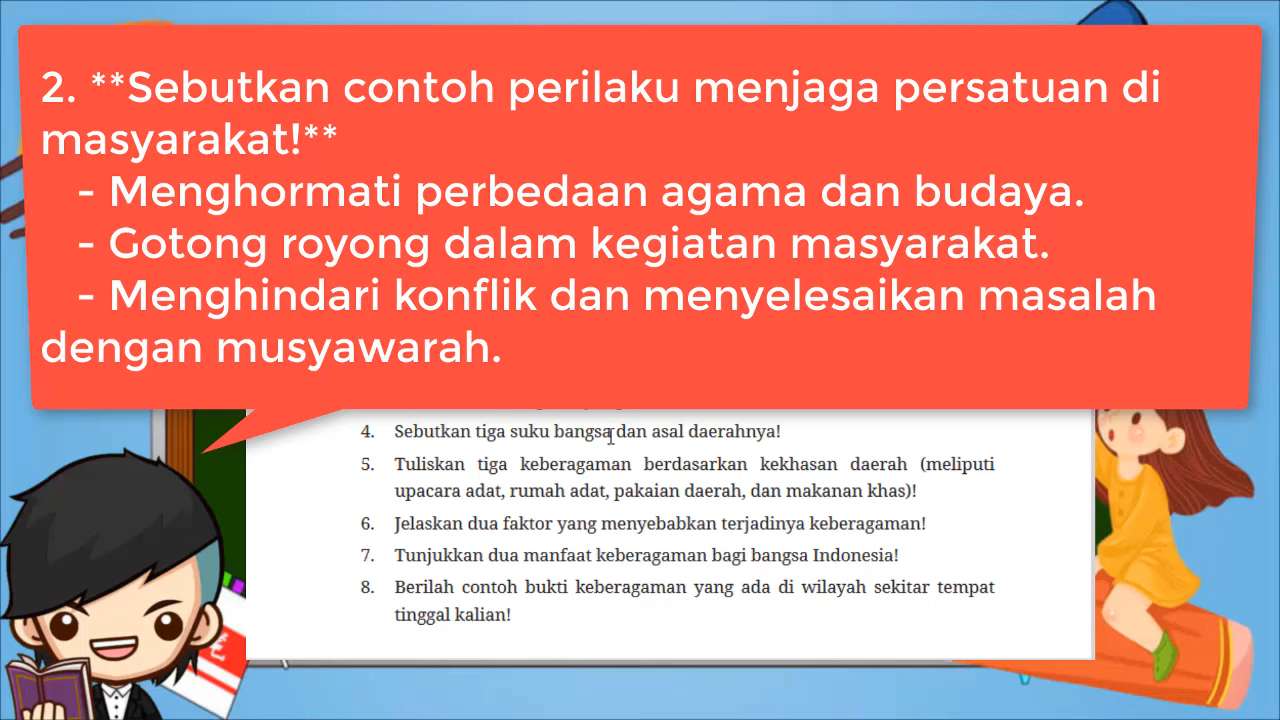 2. **Sebutkan contoh perilaku menjaga persatuan di
masyarakat!**
- Menghormati perbedaan agama dan budaya.
- Gotong royong dalam kegiatan masyarakat.
- Menghindari konflik dan menyelesaikan masalah
dengan musyawarah.
4. Sebutkan tiga suku bangsa dan asal daerahnya!
5. Tuliskan tiga keberagaman berdasarkan kekhasan daerah (meliputi
upacara adat, rumah adat, pakaian daerah, dan makanan khas)!
6. Jelaskan dua faktor yang menyebabkan terjadinya keberagaman!
7. Tunjukkan dua manfaat keberagaman bagi bangsa Indonesia!
8. Berilah contoh bukti keberagaman yang ada di wilayah sekitar tempat
tinggal kalian!